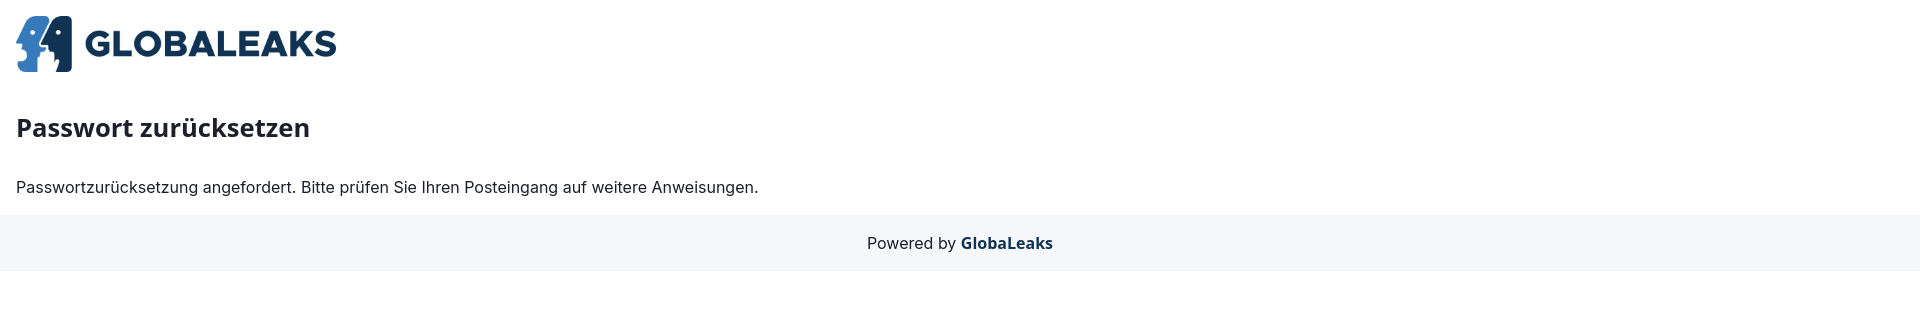 GLOBALEAKS
Passwort zurücksetzen
Passwortzurücksetzung angefordert. Bitte prüfen Sie Ihren Posteingang auf weitere Anweisungen.
Powered by GlobaLeaks